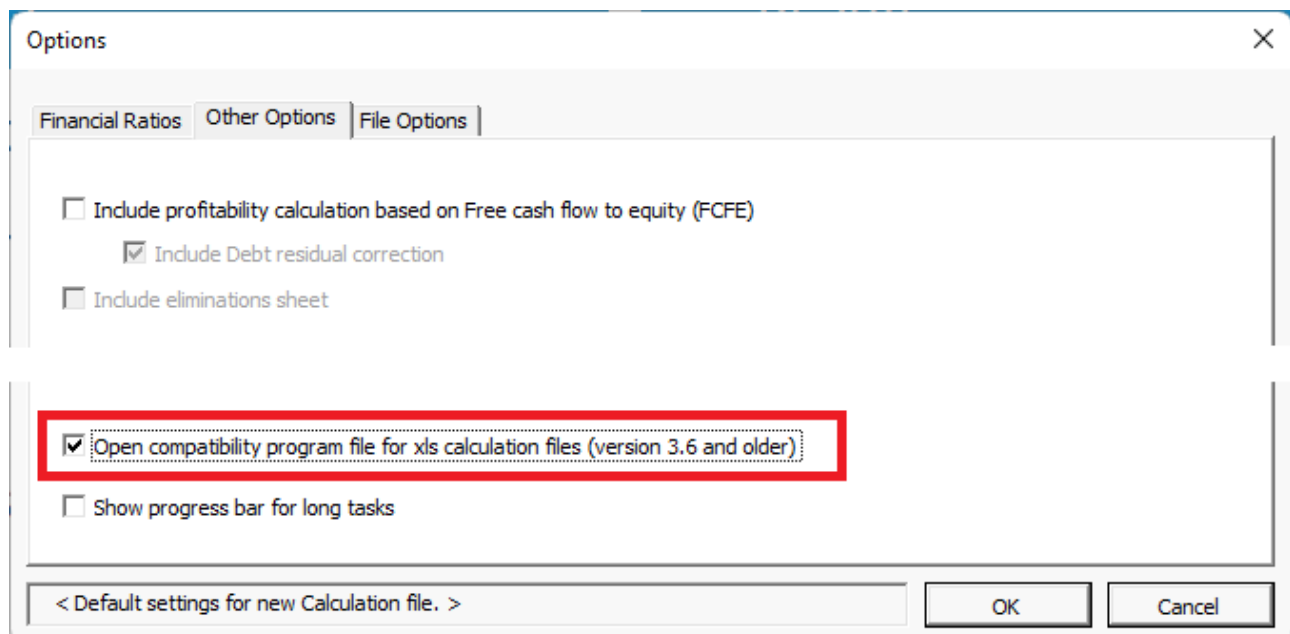 Options
Financial Ratios Other Options File Options
Include profitability calculation based on Free cash flow to equity (FCFE)
Include Debt residual correction
Include eliminations sheet
Open compatibility program file for xls calculation files (version 3.6 and older)
Show progress bar for long tasks
< Default settings for new Calculation file. > OK Cancel